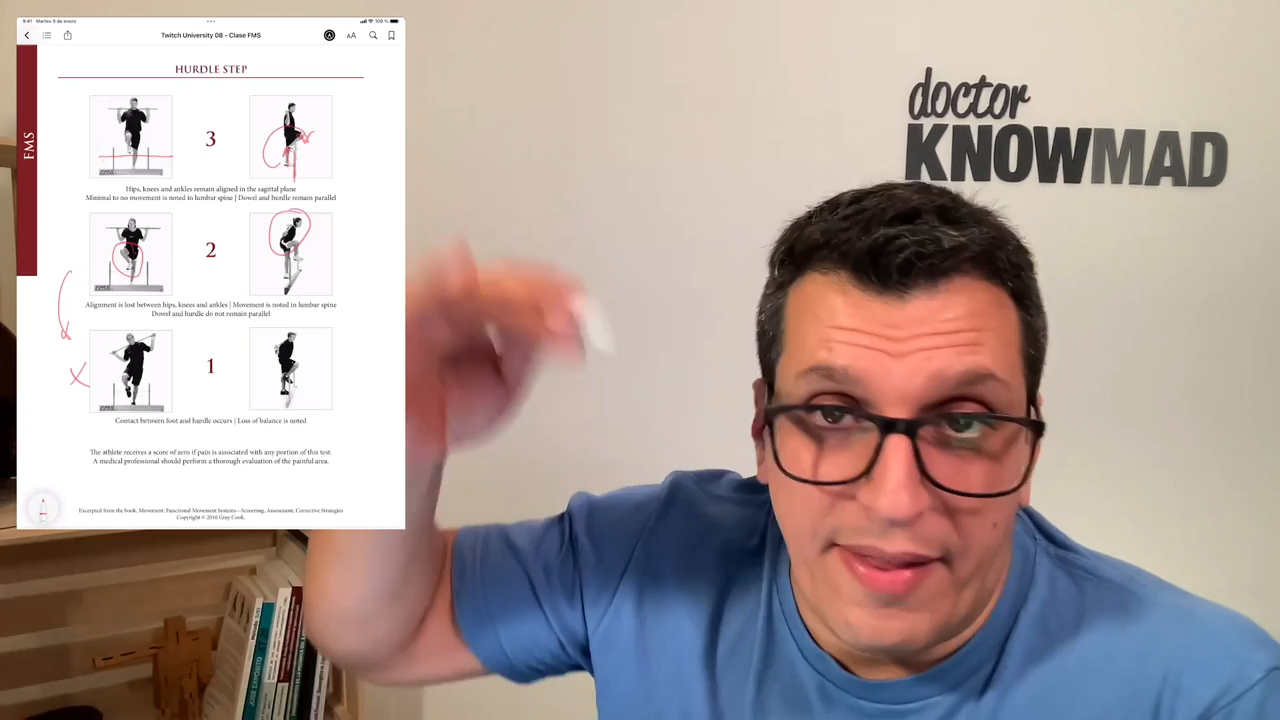 9:41 Martes 9 de enero
Twitch University 08 - Clase FMS
AA
FMS
HURDLE STEP
3
Hips, knees and ankles remain aligned in the sagittal plane
Minimal to no movement is noted in lumbar spine | Dowel and hurdle remain parallel
2
Alignment is lost between hips, knees and ankles | Movement is noted in lumbar spine
Dowel and hurdle do not remain parallel
1
Contact between foot and hurdle occurs | Loss of balance is noted
The athlete receives a score of zero if pain is associated with any portion of this test.
A medical professional should perform a thorough evaluation of the painful area.
Excerpted from the book, Movement: Functional Movement Systems—Screening, Assessment, Corrective Strategies
Copyright © 2010 Gray Cook.
doctor
KNOWMAD